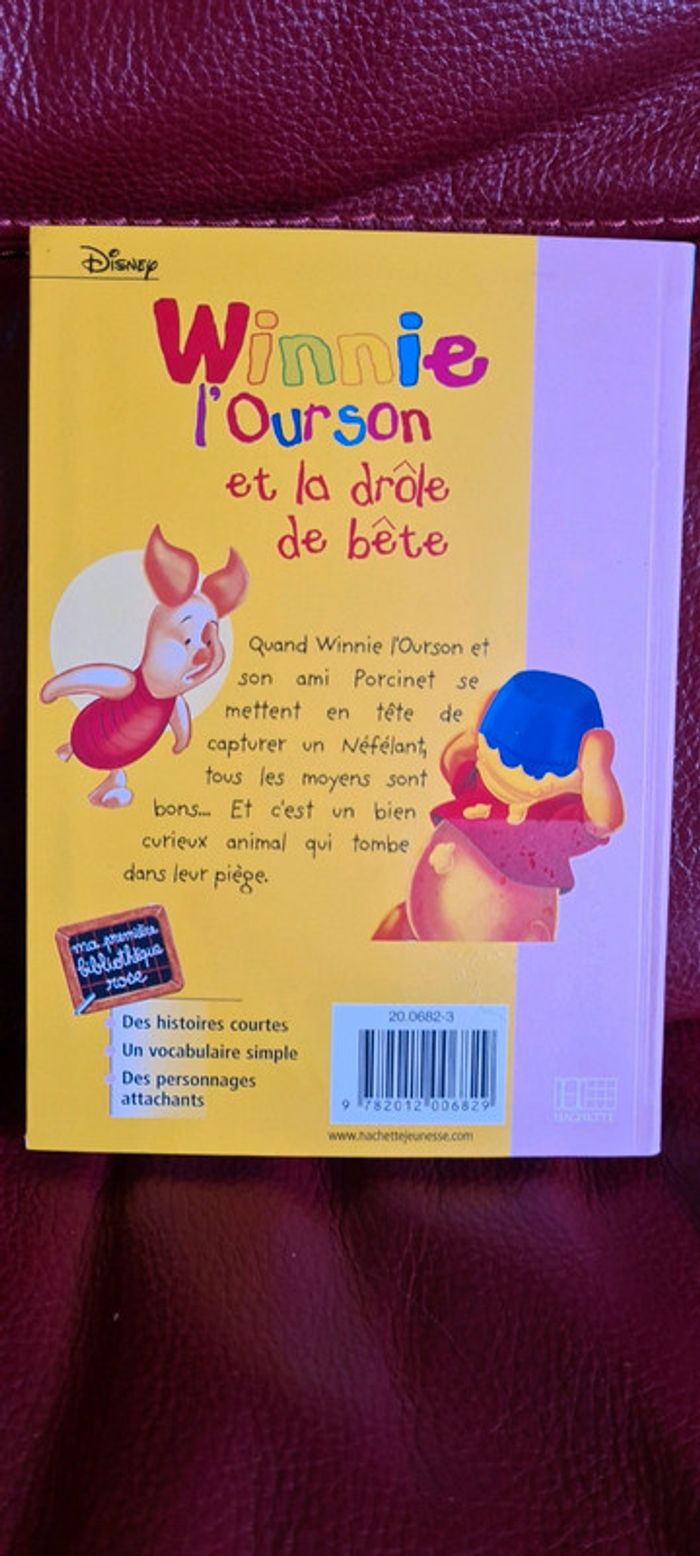 Disney
Winnie
l'Ourson
et la drôle
de bête
Quand Winnie l'Ourson et
son ami Porcinet se
mettent en tête de
capturer un Néfélant,
tous les moyens sont
bons... Et c'est un bien
curieux animal qui tombe
dans leur piège.
ma première
bibliothèque
rose
Des histoires courtes
Un vocabulaire simple
Des personnages
attachants
20.0682-3
9 782012 006829
www.hachettejeunesse.com
HACHETTE